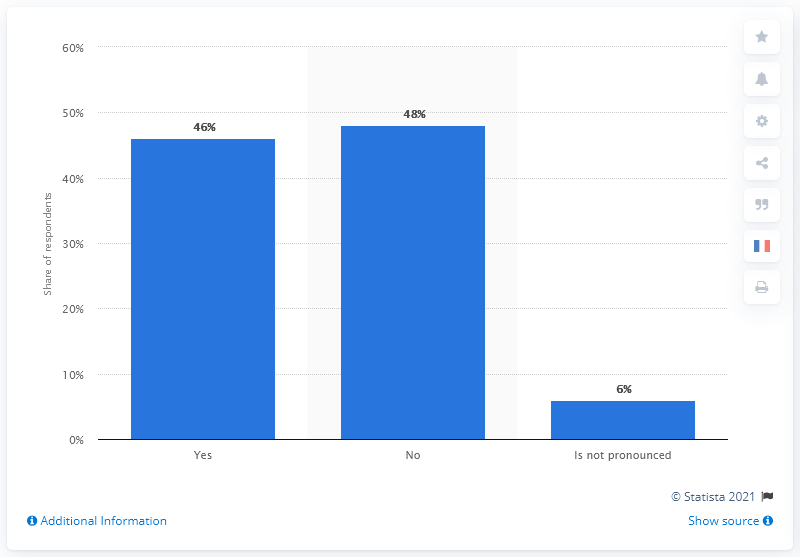 60%
50%
40%
30%
20%
10%
0%
Share of respondents
46%
48%
6%
Yes
No
Is not pronounced
© Statista 2021
Additional Information
Show source